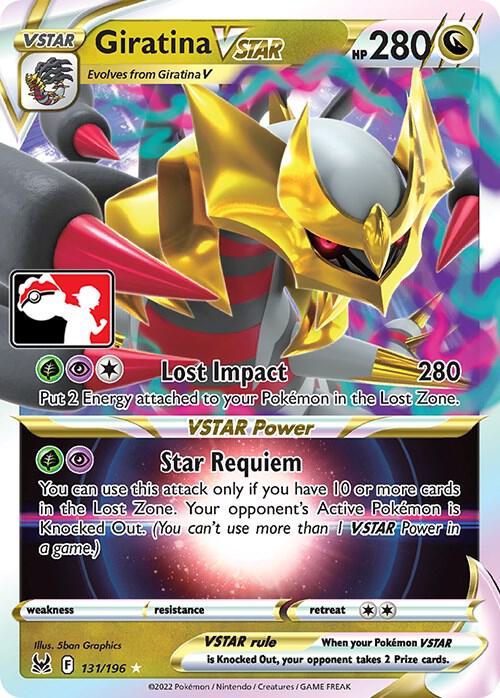 VSTAR Giratina VSTAR HP 280
Evolves from Giratina V
Lost Impact 280
Put 2 Energy attached to your Pokémon in the Lost Zone.
VSTAR Power
Star Requiem
You can use this attack only if you have 10 or more cards
in the Lost Zone. Your opponent's Active Pokémon is
Knocked Out. (You can't use more than 1 VSTAR Power in
a game.)
weakness resistance retreat
Illus. 5ban Graphics
VSTAR rule When your Pokémon VSTAR
is Knocked Out, your opponent takes 2 Prize cards.
F 131/196
©2022 Pokémon / Nintendo / Creatures / GAME FREAK